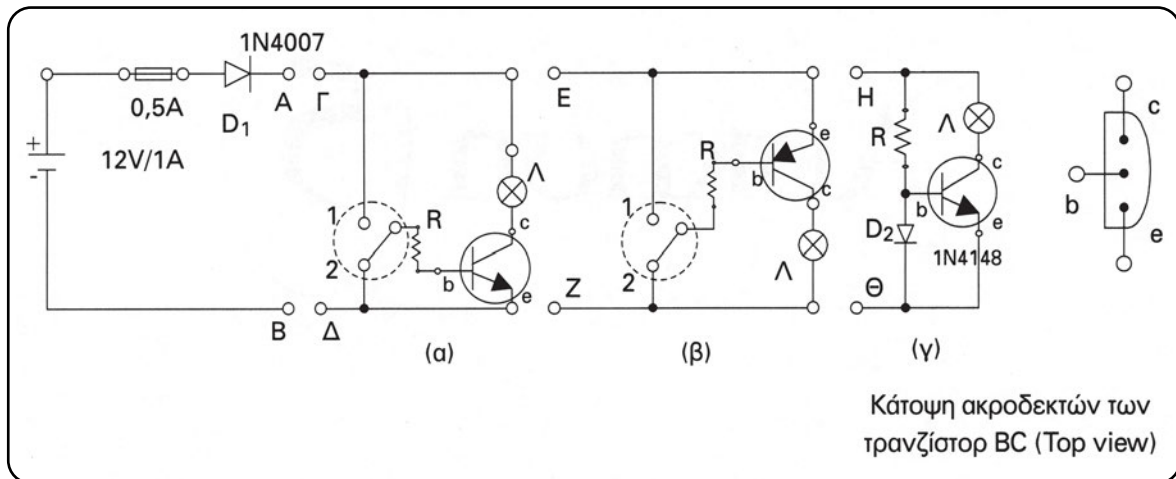 1N4007
0,5A
D1
A
Γ
+
12V/1A
-
B
Δ
1
2
R
b
c
e
Λ
(α)
E
Z
1
2
R
b
e
c
Λ
(β)
H
R
Λ
c
b
e
D2
1N4148
Θ
(γ)
c
b
e
Κάτοψη ακροδεκτών των
τρανζίστορ BC (Top view)